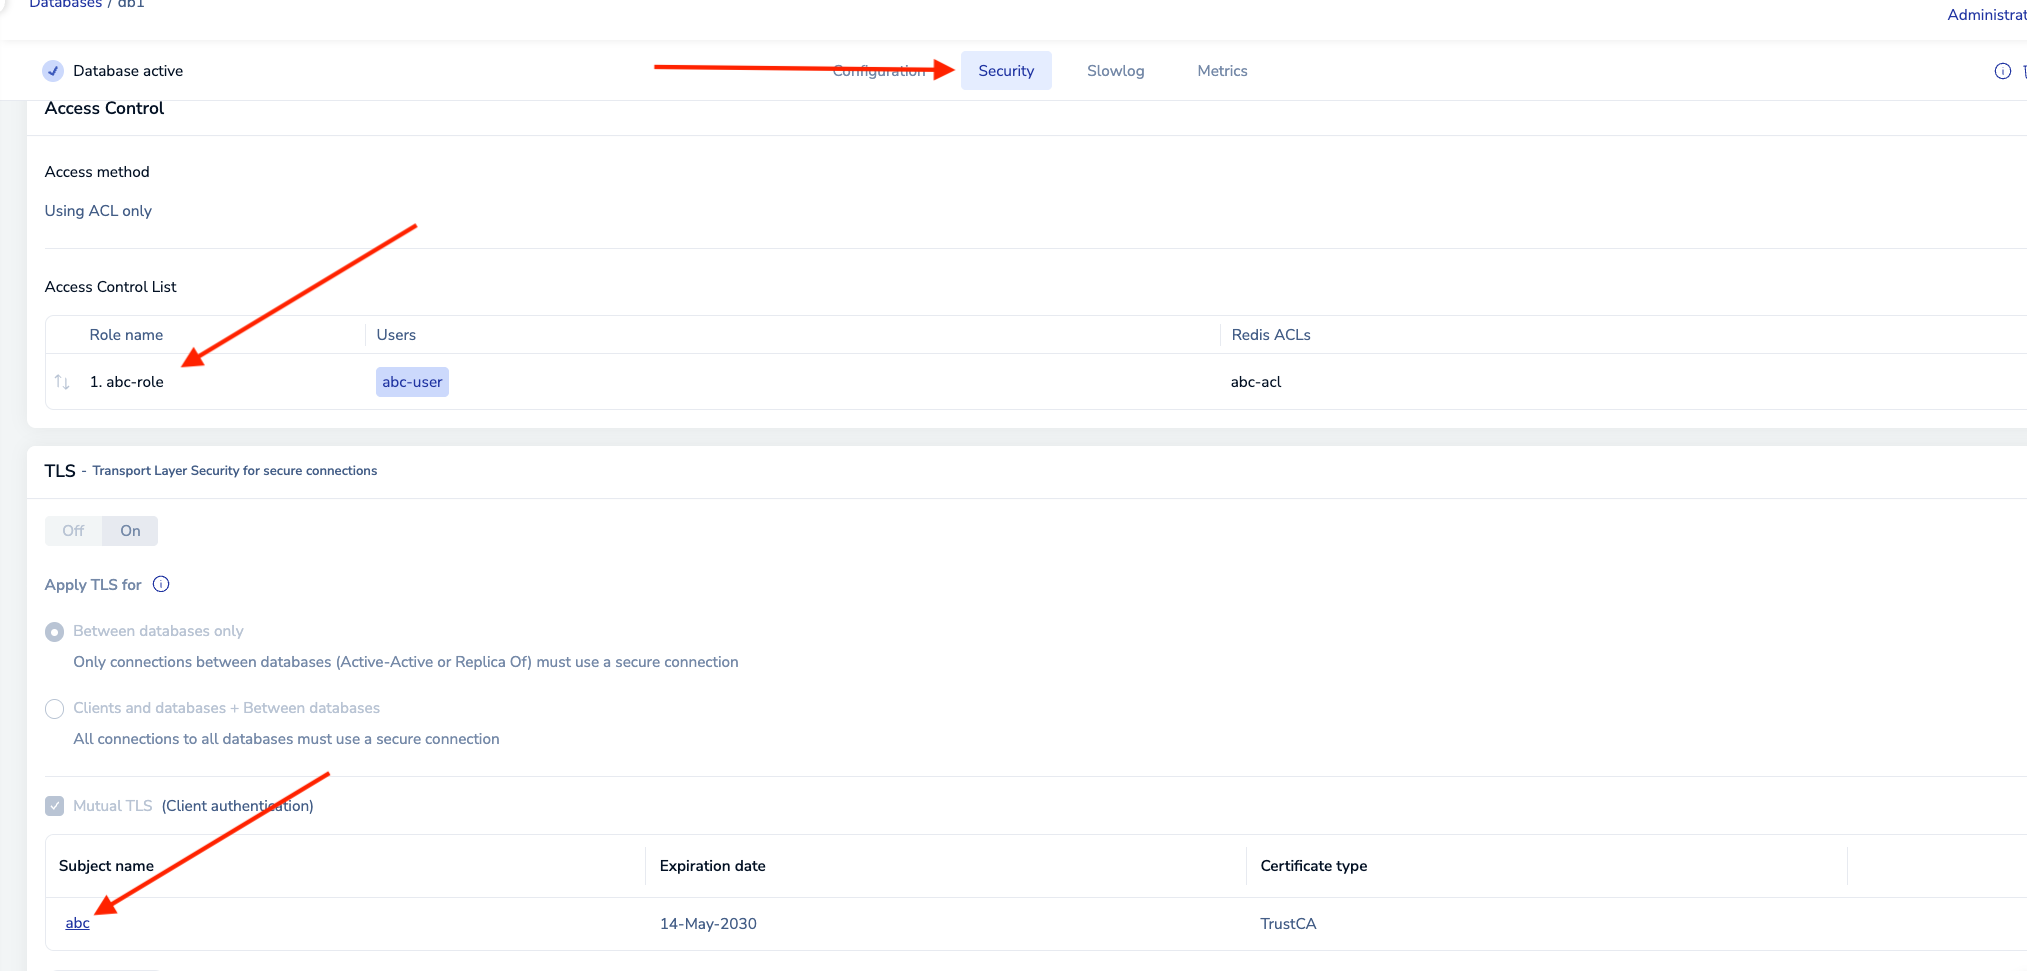 Databases / db1
Administrat
Database active
Configuration
Security
Slowlog
Metrics
Access Control
Access method
Using ACL only
Access Control List
Role name Users Redis ACLs
1. abc-role abc-user abc-acl
TLS - Transport Layer Security for secure connections
Off On
Apply TLS for
Between databases only
Only connections between databases (Active-Active or Replica Of) must use a secure connection
Clients and databases + Between databases
All connections to all databases must use a secure connection
Mutual TLS (Client authentication)
Subject name Expiration date Certificate type
abc 14-May-2030 TrustCA